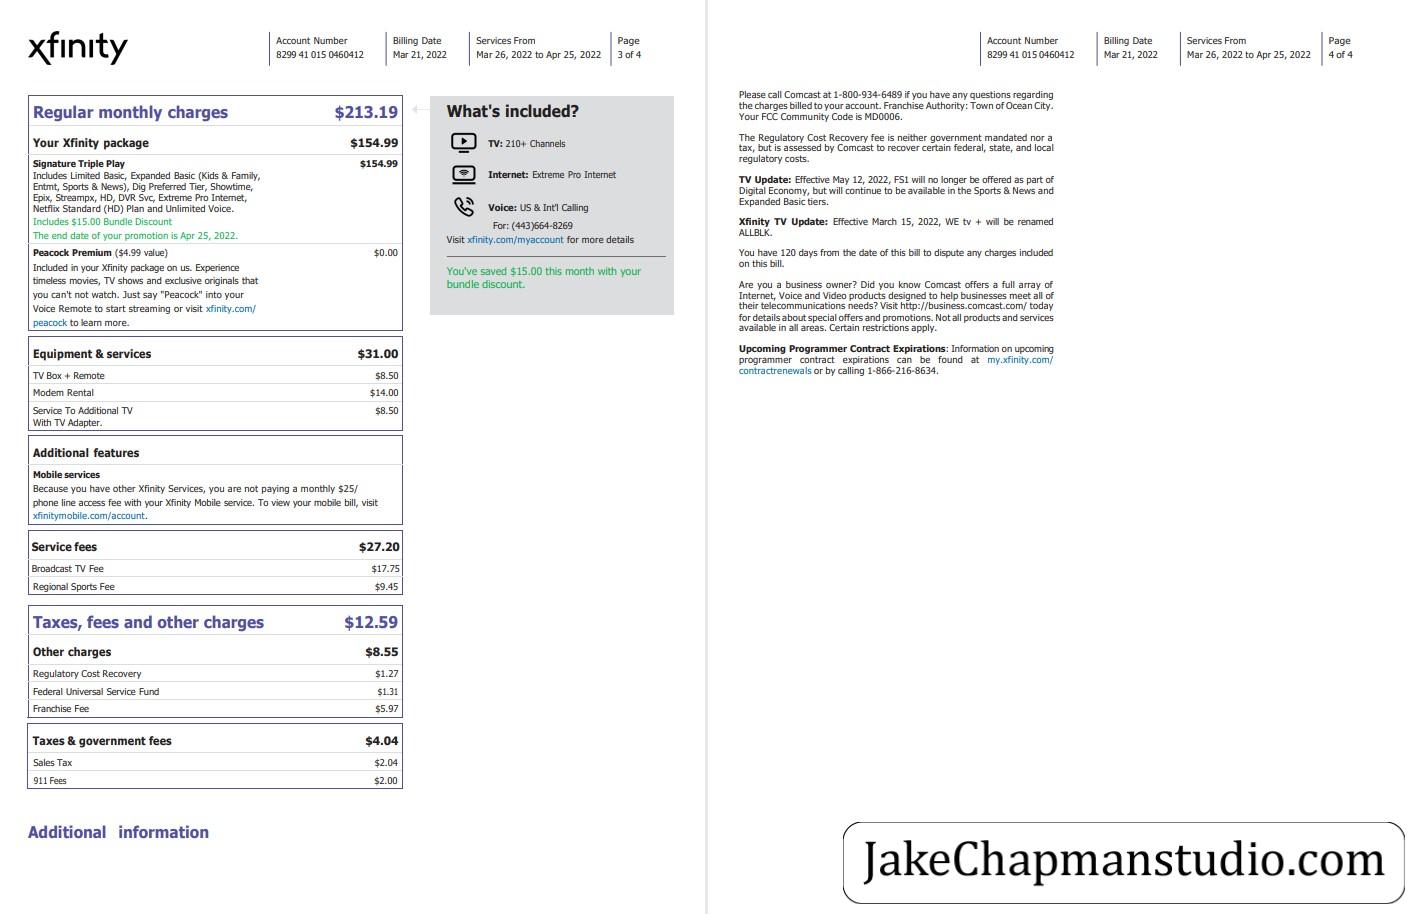 xfinity
Account Number
8299 41 015 0460412
Billing Date
Mar 21, 2022
Services From
Mar 26, 2022 to Apr 25, 2022
Page
3 of 4
Regular monthly charges $213.19
Your Xfinity package $154.99
Signature Triple Play $154.99
Includes Limited Basic, Expanded Basic (Kids & Family,
Entmt, Sports & News), Dig Preferred Tier, Showtime,
Epix, Streampx, HD, DVR Svc, Extreme Pro Internet,
Netflix Standard (HD) Plan and Unlimited Voice.
Includes $15.00 Bundle Discount
The end date of your promotion is Apr 25, 2022.
Peacock Premium ($4.99 value) $0.00
Included in your Xfinity package on us. Experience
timeless movies, TV shows and exclusive originals that
you can't not watch. Just say "Peacock" into your
Voice Remote to start streaming or visit xfinity.com/
peacock to learn more.
Equipment & services $31.00
TV Box + Remote $8.50
Modem Rental $14.00
Service To Additional TV $8.50
With TV Adapter.
Additional features
Mobile services
Because you have other Xfinity Services, you are not paying a monthly $25/
phone line access fee with your Xfinity Mobile service. To view your mobile bill, visit
xfinitymobile.com/account.
Service fees $27.20
Broadcast TV Fee $17.75
Regional Sports Fee $9.45
Taxes, fees and other charges $12.59
Other charges $8.55
Regulatory Cost Recovery $1.27
Federal Universal Service Fund $1.31
Franchise Fee $5.97
Taxes & government fees $4.04
Sales Tax $2.04
911 Fees $2.00
Additional information
What's included?
TV: 210+ Channels
Internet: Extreme Pro Internet
Voice: US & Int'l Calling
For: (443)664-8269
Visit xfinity.com/myaccount for more details
You've saved $15.00 this month with your
bundle discount.
Account Number
8299 41 015 0460412
Billing Date
Mar 21, 2022
Services From
Mar 26, 2022 to Apr 25, 2022
Page
4 of 4
Please call Comcast at 1-800-934-6489 if you have any questions regarding
the charges billed to your account. Franchise Authority: Town of Ocean City.
Your FCC Community Code is MD0006.
The Regulatory Cost Recovery fee is neither government mandated nor a
tax, but is assessed by Comcast to recover certain federal, state, and local
regulatory costs.
TV Update: Effective May 12, 2022, FS1 will no longer be offered as part of
Digital Economy, but will continue to be available in the Sports & News and
Expanded Basic tiers.
Xfinity TV Update: Effective March 15, 2022, WE tv + will be renamed
ALLBLK.
You have 120 days from the date of this bill to dispute any charges included
on this bill.
Are you a business owner? Did you know Comcast offers a full array of
Internet, Voice and Video products designed to help businesses meet all of
their telecommunications needs? Visit http://business.comcast.com/ today
for details about special offers and promotions. Not all products and services
available in all areas. Certain restrictions apply.
Upcoming Programmer Contract Expirations: Information on upcoming
programmer contract expirations can be found at my.xfinity.com/
contractrenewals or by calling 1-866-216-8634.
JakeChapmanstudio.com